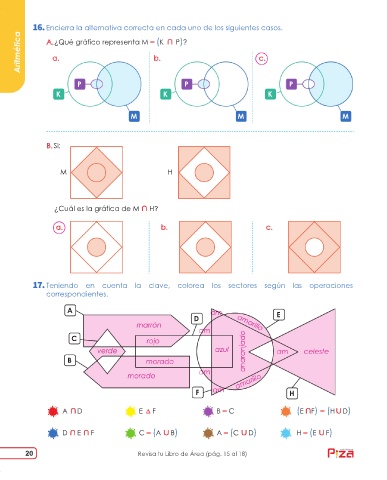 Aritmética
16. Encierra la alternativa correcta en cada uno de los siguientes casos.
A. ¿Qué gráfico representa M = (K ∩ P)?
a. b. c.
P P P
K K K
M M M
B. Si:
M H
¿Cuál es la gráfica de M ∩ H?
a. b. c.
17. Teniendo en cuenta la clave, colorea los sectores según las operaciones
correspondientes.
A D E
am amarillo
marrón am
C rojo
verde azul anaranjado am celeste
B morado
morado am
am amarillo
F H
A ∩ D E ∆ F B = C (E ∩ F) = (H ∪ D)
D ∩ E ∩ F C = (A ∪ B) A = (C ∪ D) H = (E ∪ F)
20 Revisa tu Libro de Área (pág. 15 al 18) Piza